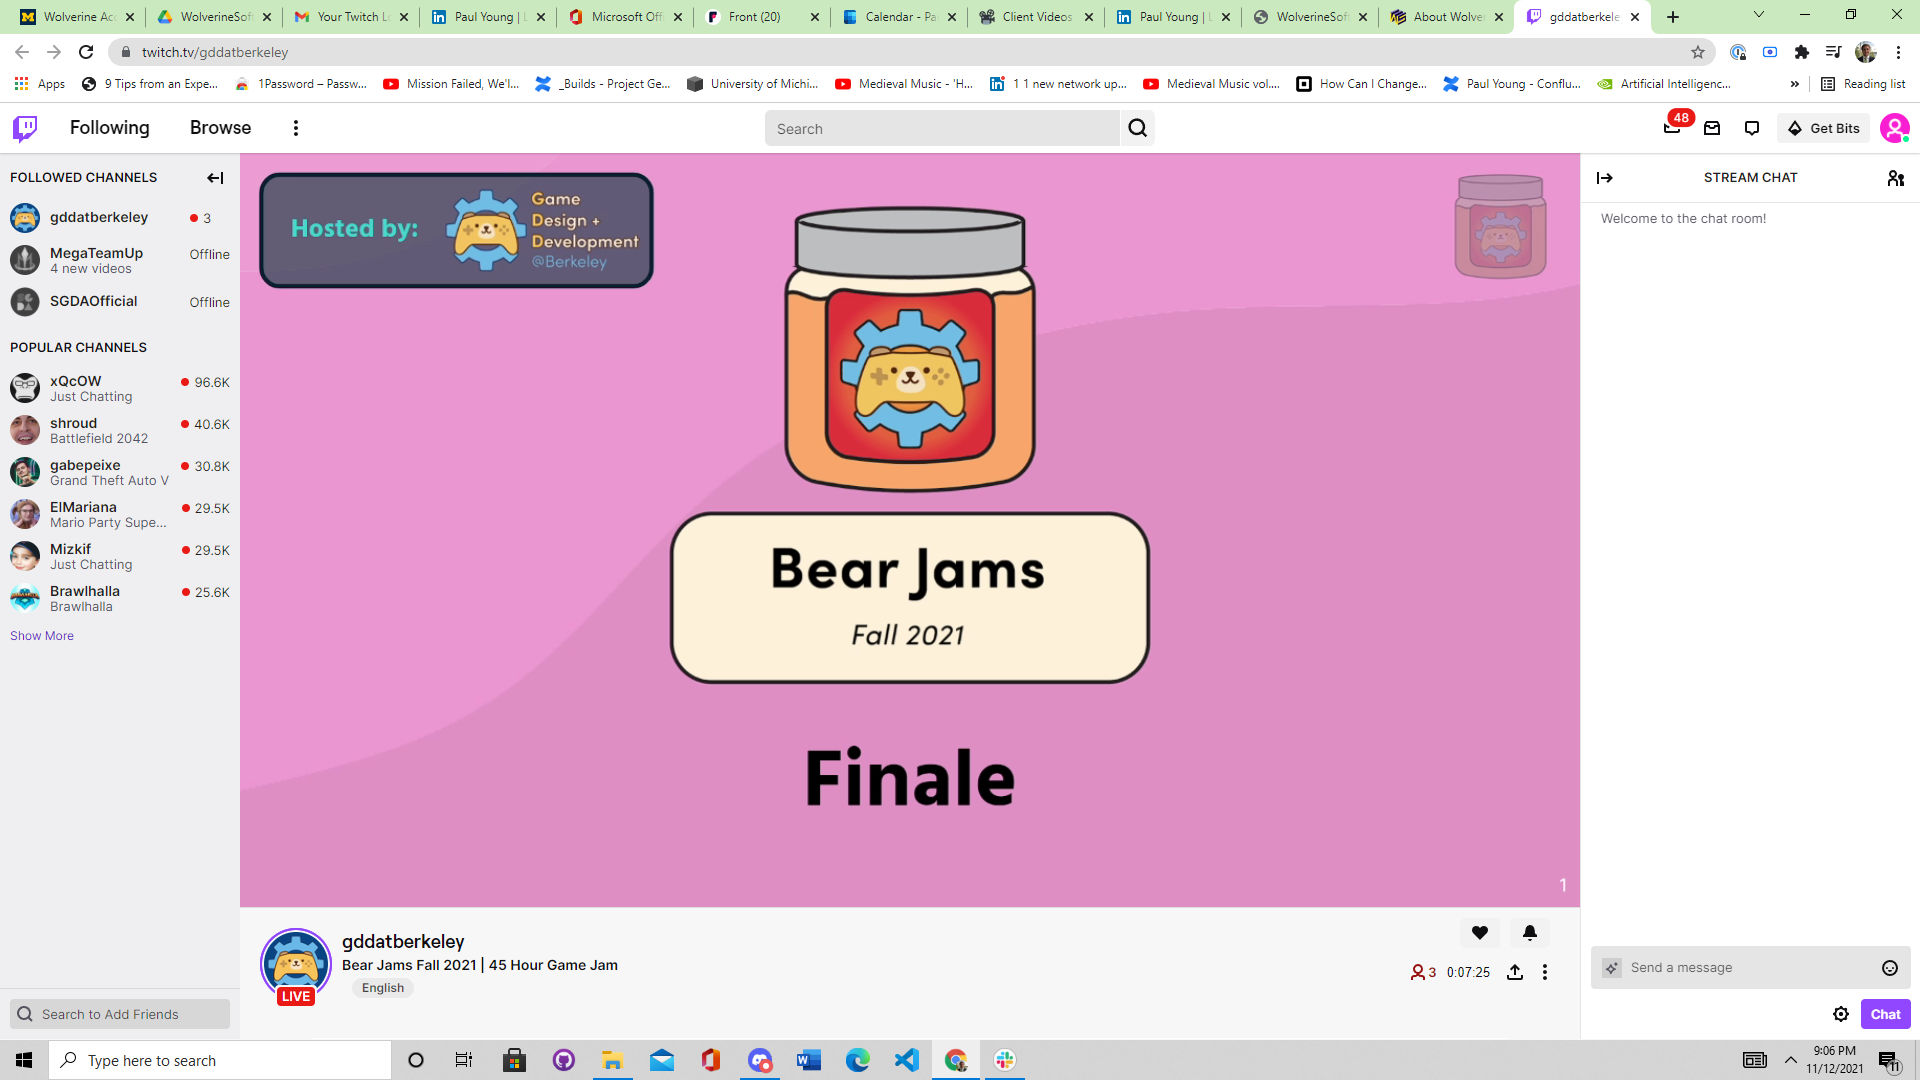 Wolverine Acc
WolverineSoft
Your Twitch Lo
Paul Young | L
Microsoft Offi
Front (20)
Calendar - Pa
Client Videos
Paul Young | L
WolverineSoft
About Wolver
gddatberkele
twitch.tv/gddatberkeley
Apps
9 Tips from an Expe...
1Password – Passw...
Mission Failed, We'l...
_Builds - Project Ge...
University of Michi...
Medieval Music - 'H...
1 1 new network up...
Medieval Music vol....
How Can I Change...
Paul Young - Conflu...
Artificial Intelligenc...
»
Reading list
Following
Browse
Search
48
Get Bits
FOLLOWED CHANNELS
gddatberkeley
3
MegaTeamUp
Offline
4 new videos
SGDAOfficial
Offline
POPULAR CHANNELS
xQcOW
96.6K
Just Chatting
shroud
40.6K
Battlefield 2042
gabepeixe
30.8K
Grand Theft Auto V
ElMariana
29.5K
Mario Party Supe...
Mizkif
29.5K
Just Chatting
Brawlhalla
25.6K
Brawlhalla
Show More
Search to Add Friends
Hosted by:
Game
Design +
Development
@Berkeley
Bear Jams
Fall 2021
Finale
1
gddatberkeley
Bear Jams Fall 2021 | 45 Hour Game Jam
English
LIVE
3
0:07:25
STREAM CHAT
Welcome to the chat room!
Send a message
Chat
Type here to search
9:06 PM
11/12/2021
11